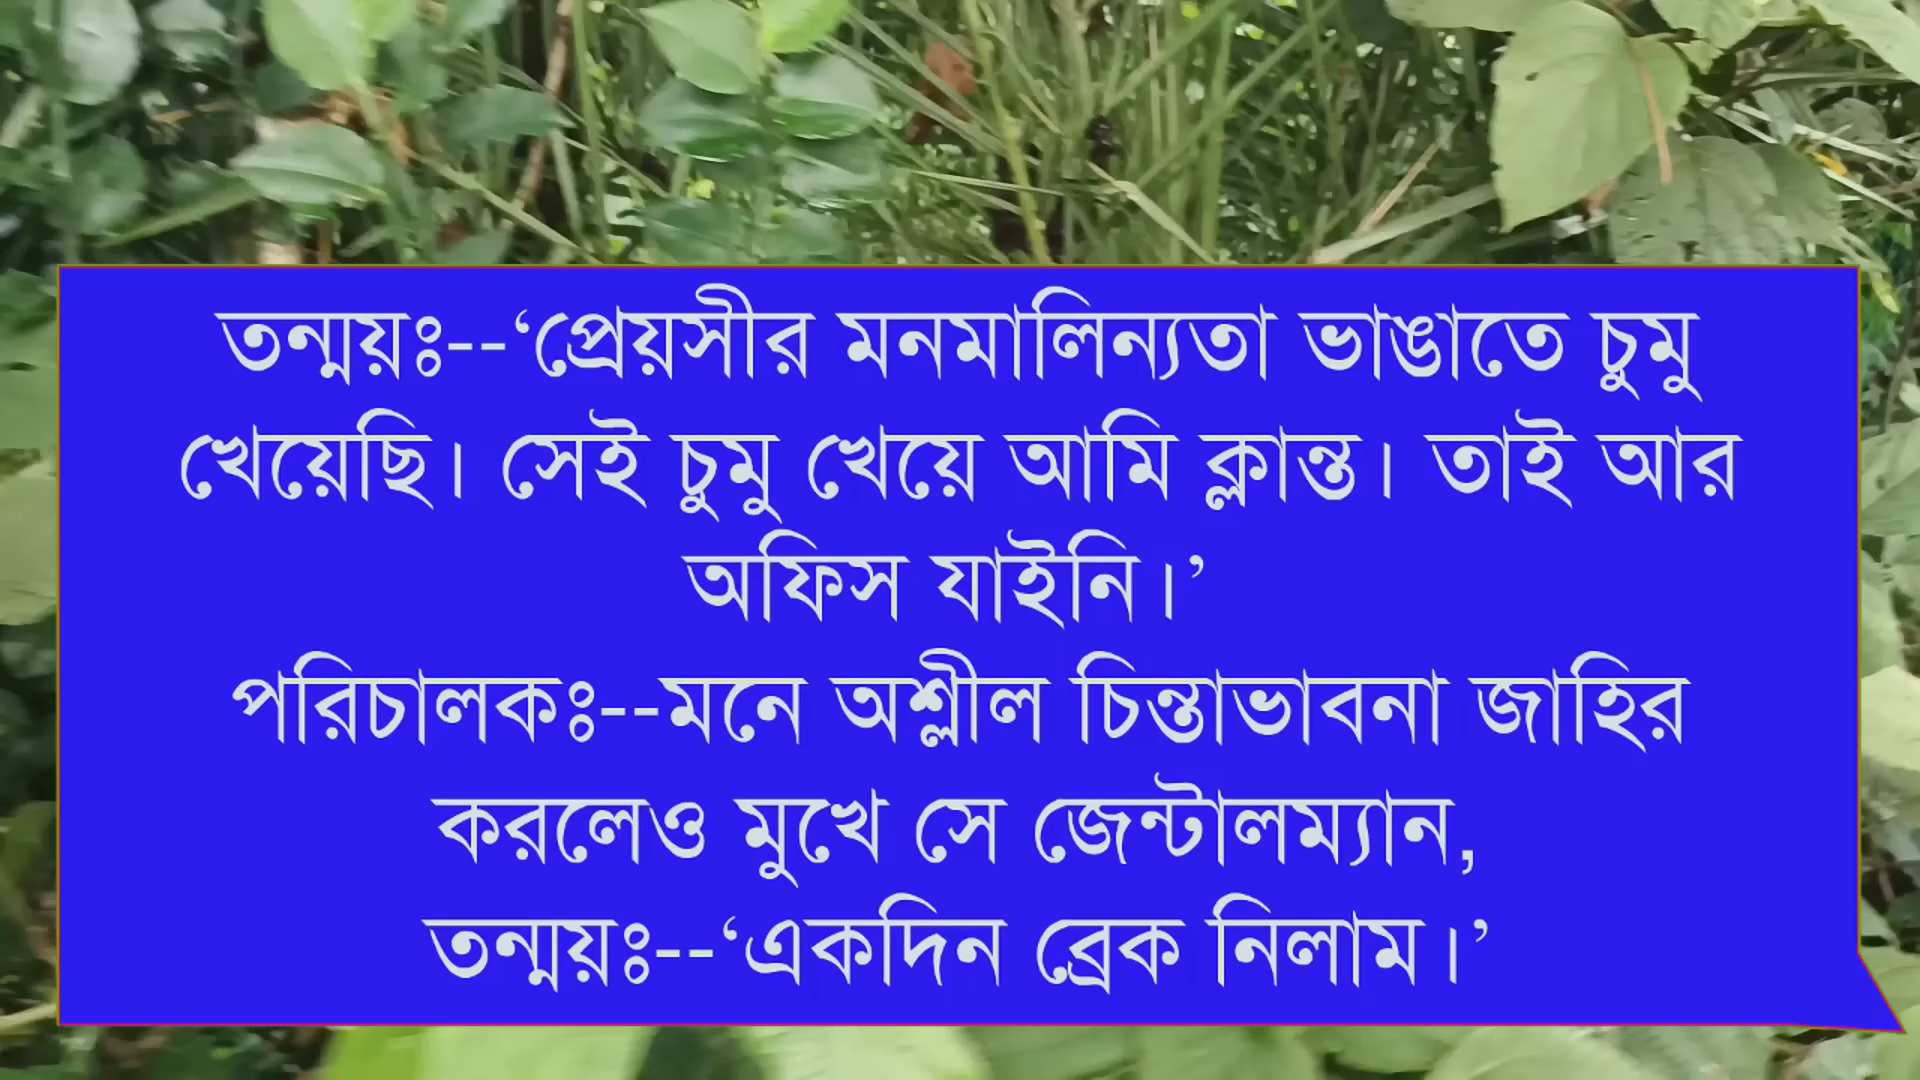 তন্ময়ঃ--‘প্রেয়সীর মনমালিন্যতা ভাঙাতে চুমু
খেয়েছি। সেই চুমু খেয়ে আমি ক্লান্ত। তাই আর
অফিস যাইনি।’
পরিচালকঃ--মনে অশ্লীল চিন্তাভাবনা জাহির
করলেও মুখে সে জেন্টালম্যান,
তন্ময়ঃ--‘একদিন ব্রেক নিলাম।’